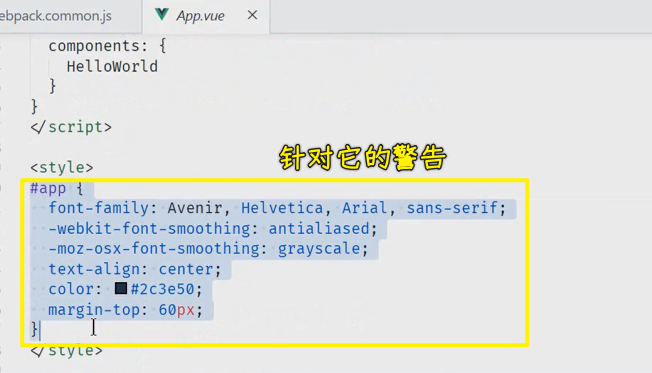 ebpack.common.js
App.vue
components: {
HelloWorld
}
}
</script>
<style>
针对它的警告
#app {
font-family: Avenir, Helvetica, Arial, sans-serif;
-webkit-font-smoothing: antialiased;
-moz-osx-font-smoothing: grayscale;
text-align: center;
color: #2c3e50;
margin-top: 60px;
}
</style>